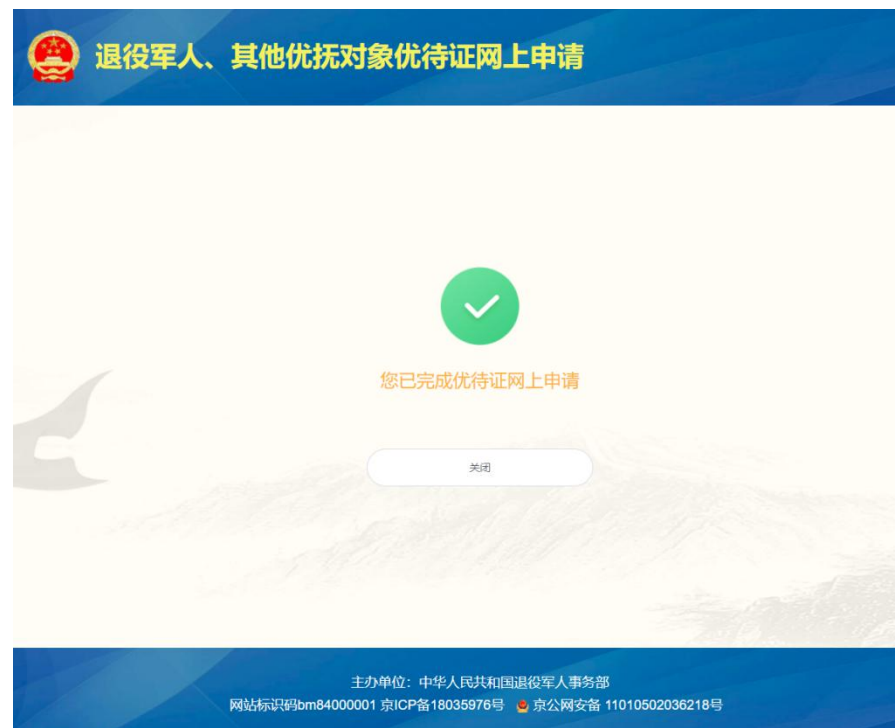 退役军人、其他优抚对象优待证网上申请
您已完成优待证网上申请
关闭
主办单位：中华人民共和国退役军人事务部
网站标识码bm84000001 京ICP备18035976号 京公网安备 11010502036218号